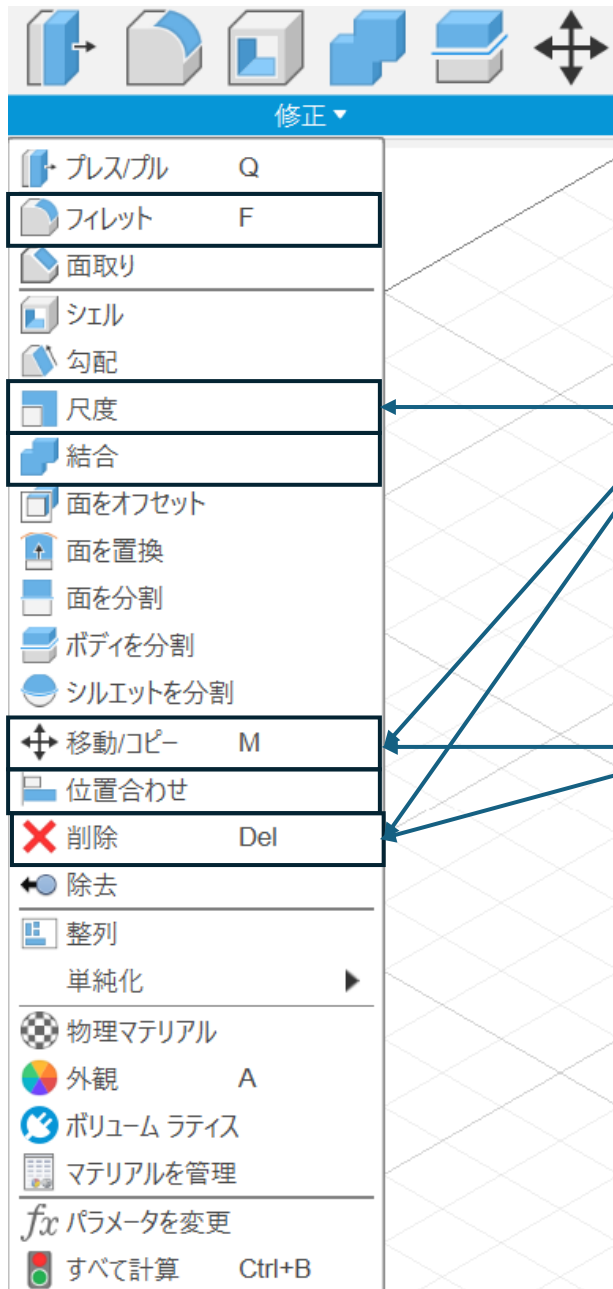 修正▼
プレス/プル Q
フィレット F
面取り
シェル
勾配
尺度
結合
面をオフセット
面を置換
面を分割
ボディを分割
シルエットを分割
移動/コピー M
位置合わせ
削除 Del
除去
整列
単純化
物理マテリアル
外観 A
ボリューム ラティス
マテリアルを管理
fx パラメータを変更
すべて計算 Ctrl+B